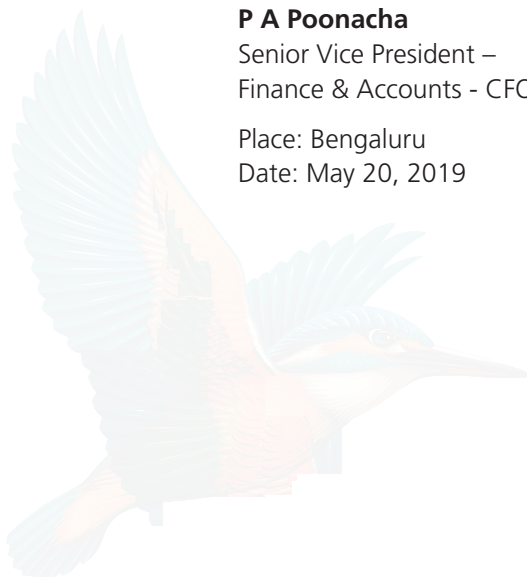 P A Poonacha
Senior Vice President –
Finance & Accounts - CFO
Place: Bengaluru
Date: May 20, 2019